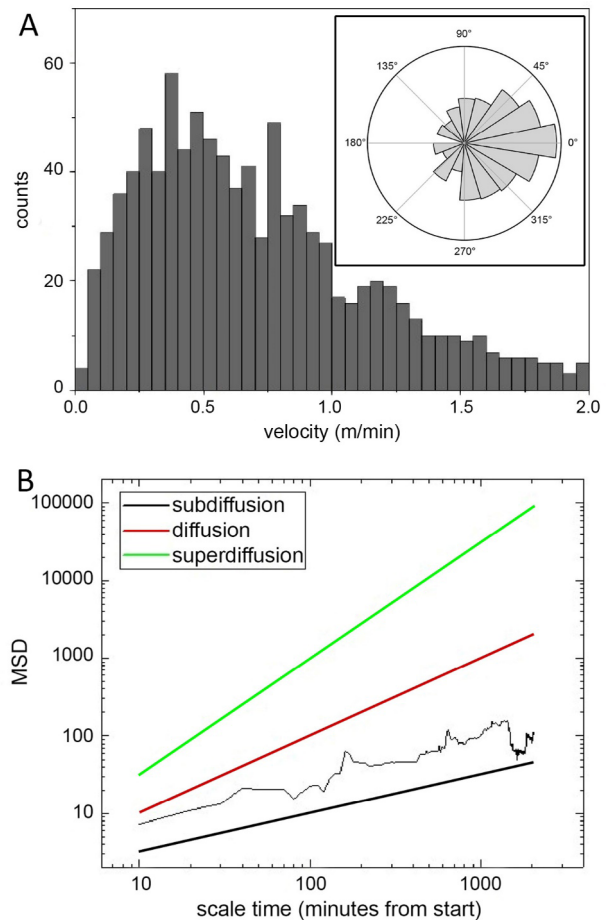 A
60
40
20
0
counts
0.0
0.5
1.0
1.5
2.0
velocity (m/min)
90°
135°
45°
180°
0°
225°
315°
270°
B
100000
10000
1000
100
10
MSD
subdiffusion
diffusion
superdiffusion
10
100
1000
scale time (minutes from start)